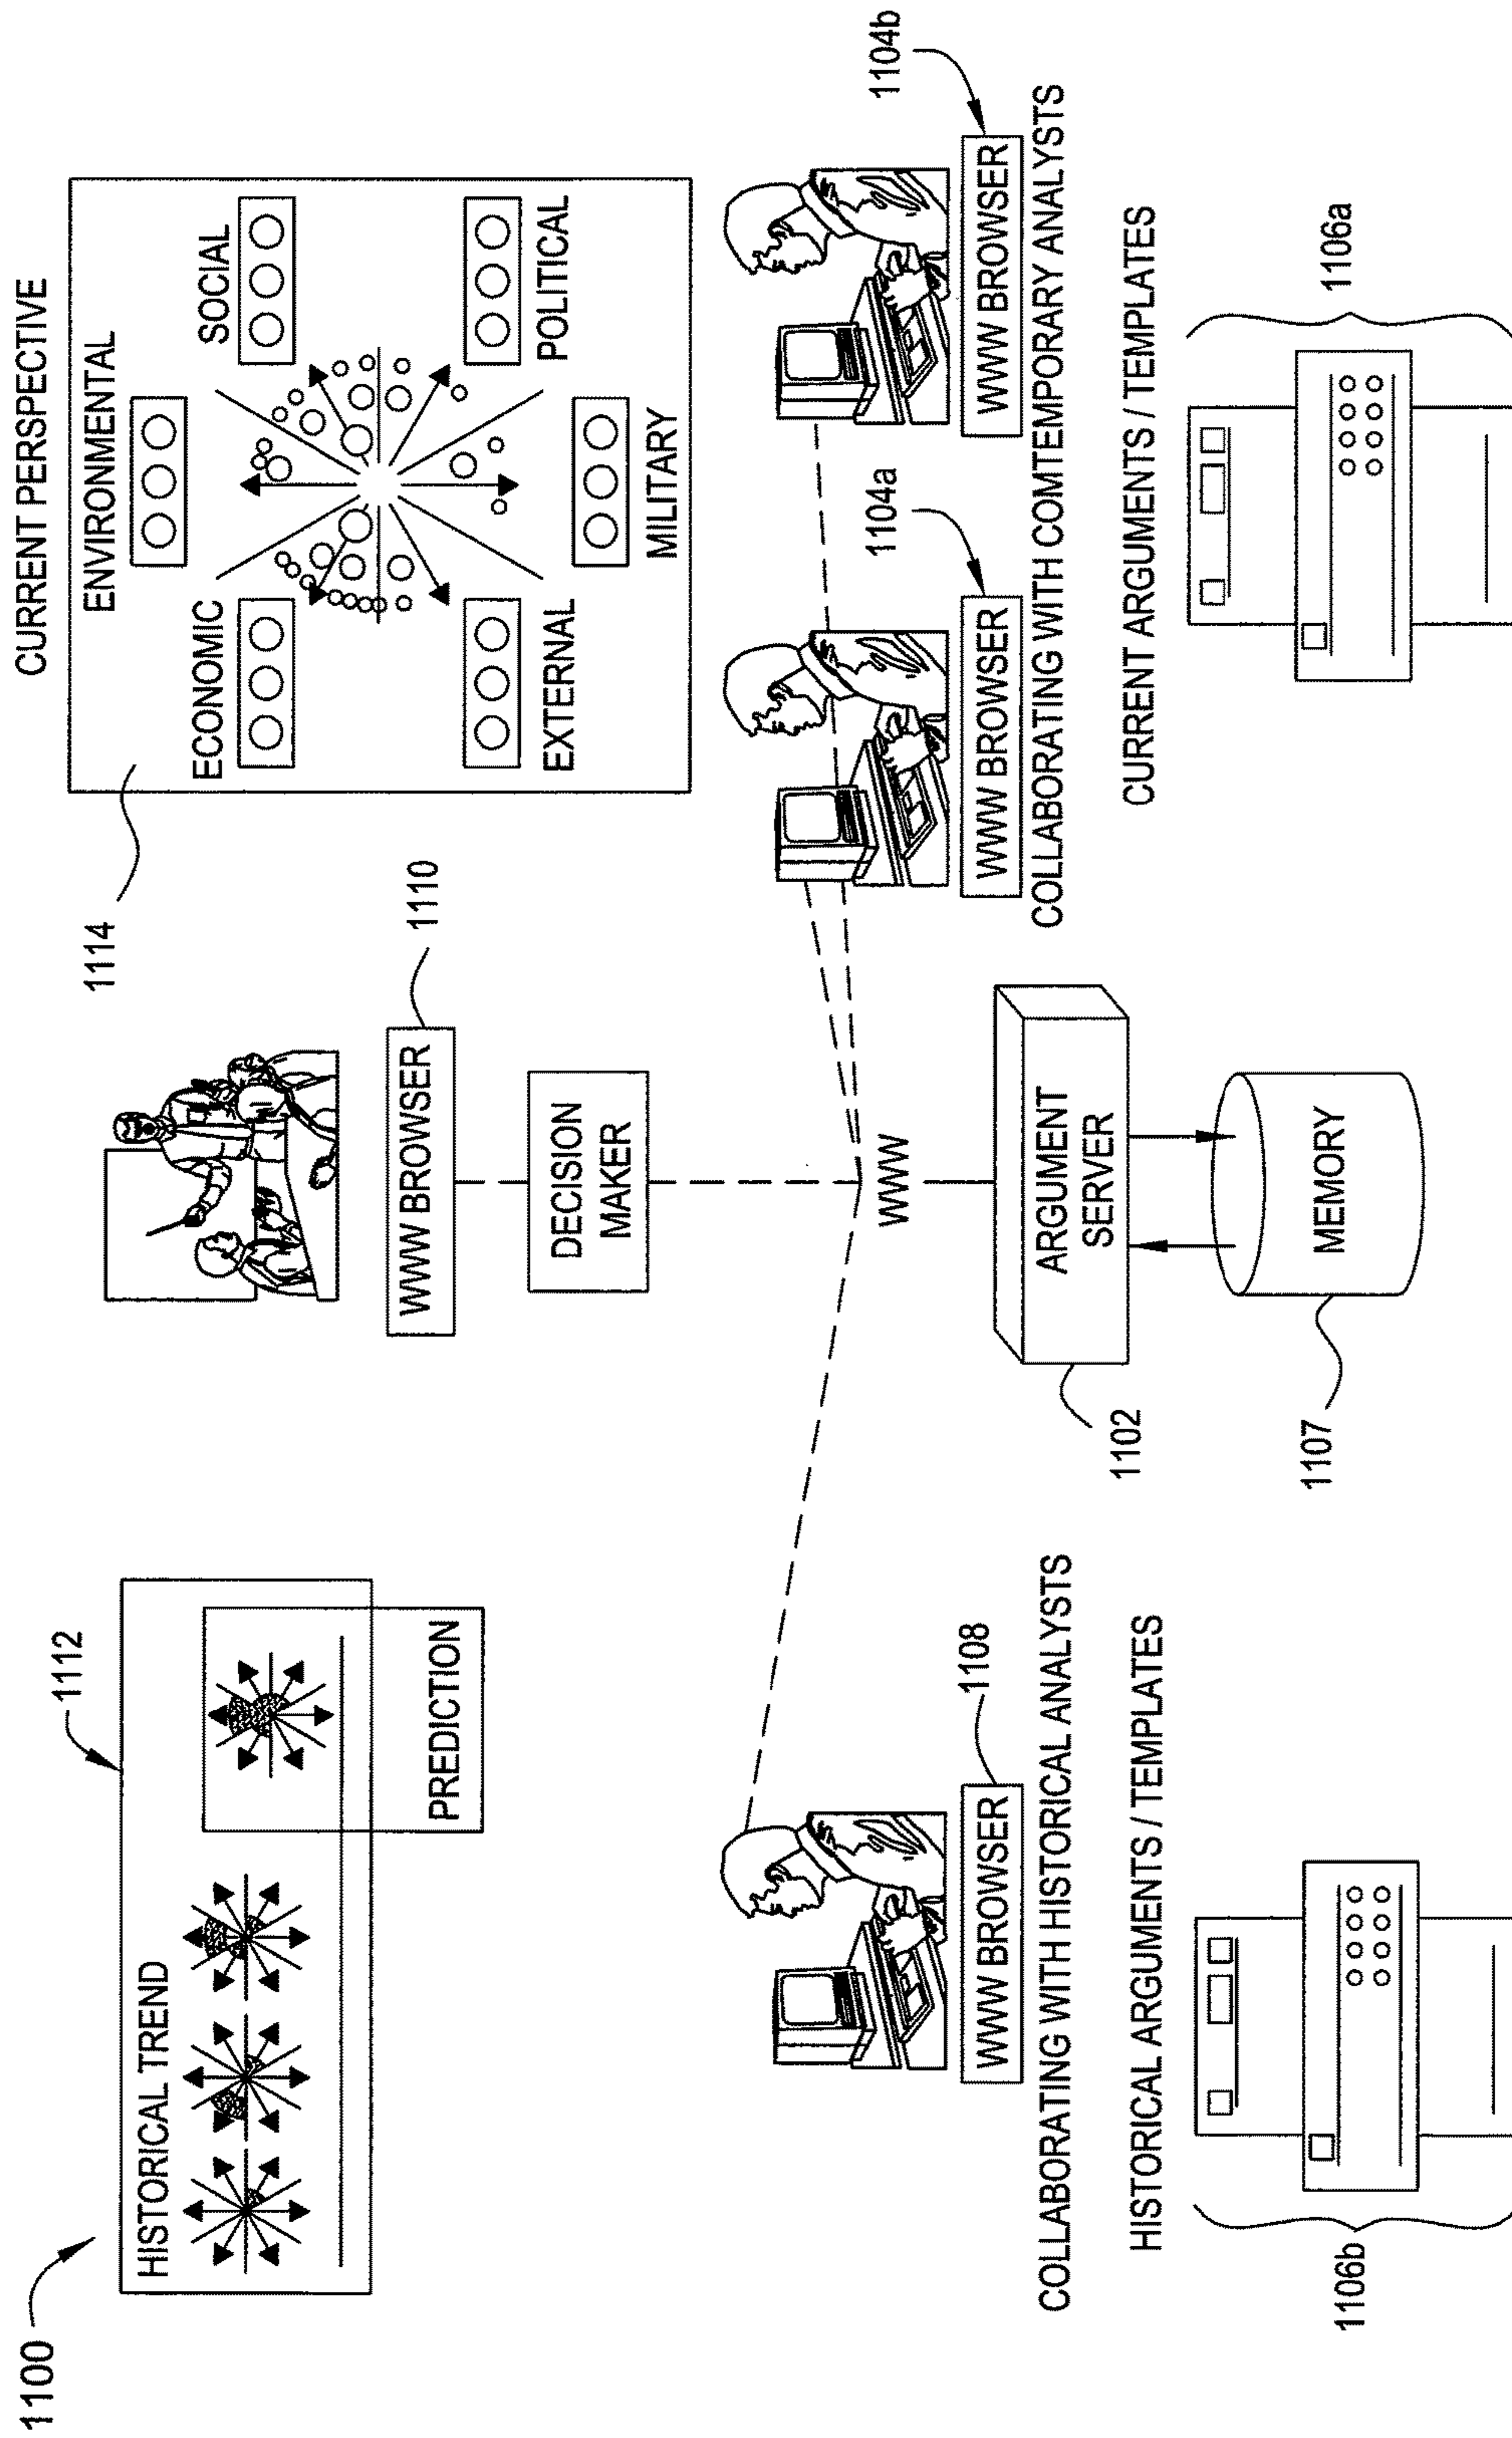 1100
1112
HISTORICAL TREND
PREDICTION
WWW BROWSER
1110
DECISION
MAKER
1114
CURRENT PERSPECTIVE
ENVIRONMENTAL
ECONOMIC
SOCIAL
EXTERNAL
POLITICAL
MILITARY
WWW BROWSER
1108
COLLABORATING WITH HISTORICAL ANALYSTS
HISTORICAL ARGUMENTS / TEMPLATES
1106b
WWW
ARGUMENT
SERVER
1102
MEMORY
1107
WWW BROWSER
1104a
WWW BROWSER
1104b
COLLABORATING WITH COMTEMPORARY ANALYSTS
CURRENT ARGUMENTS / TEMPLATES
1106a